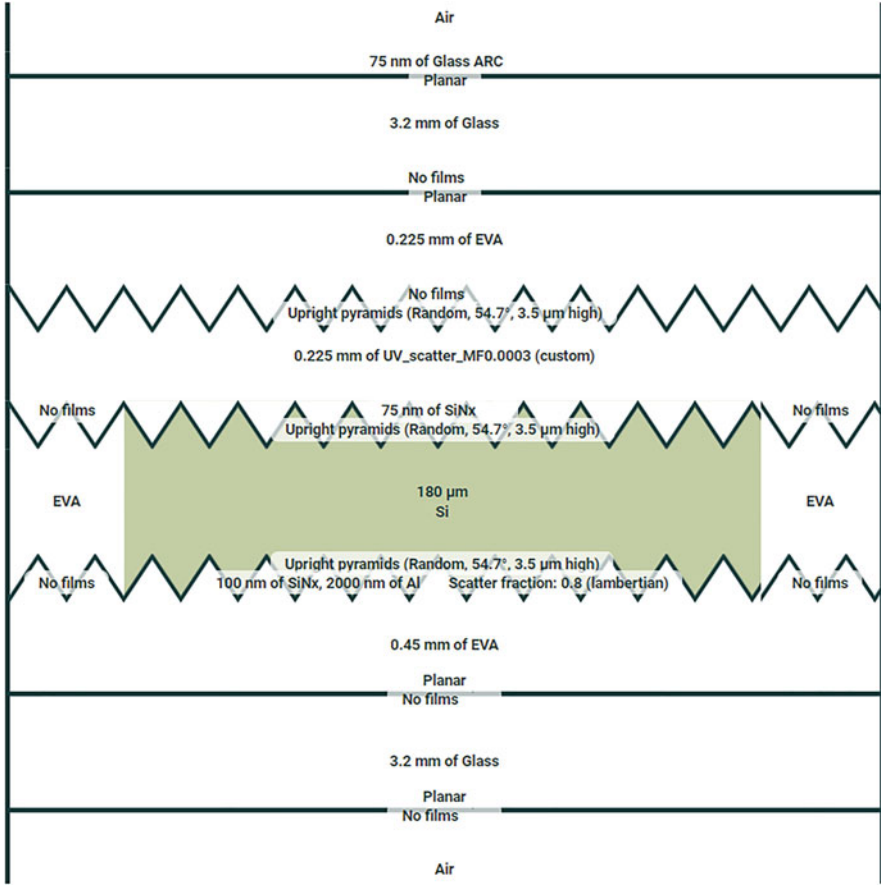 Air
75 nm of Glass ARC
Planar
3.2 mm of Glass
No films
Planar
0.225 mm of EVA
No films
Upright pyramids (Random, 54.7°, 3.5 µm high)
0.225 mm of UV_scatter_MF0.0003 (custom)
No films 75 nm of SiNx No films
Upright pyramids (Random, 54.7°, 3.5 µm high)
EVA 180 µm EVA
Si
Upright pyramids (Random, 54.7°, 3.5 µm high)
No films 100 nm of SiNx, 2000 nm of Al Scatter fraction: 0.8 (lambertian) No films
0.45 mm of EVA
Planar
No films
3.2 mm of Glass
Planar
No films
Air